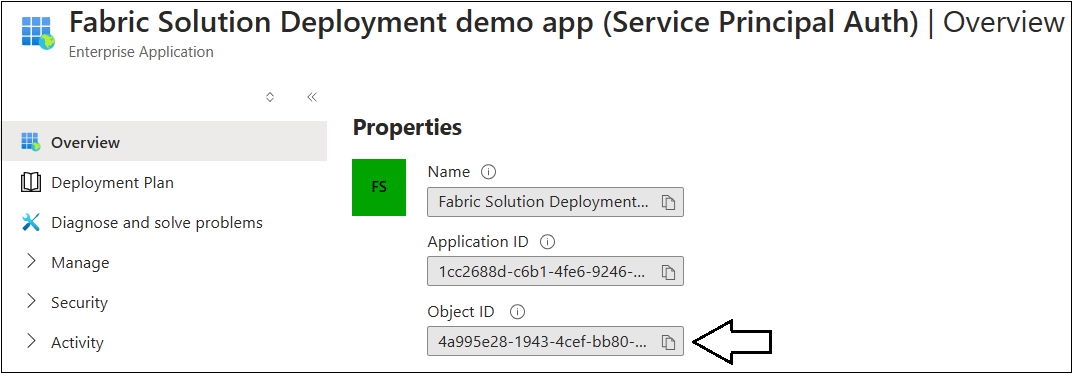 Fabric Solution Deployment demo app (Service Principal Auth) | Overview
Enterprise Application
Overview
Deployment Plan
Diagnose and solve problems
Manage
Security
Activity
Properties
FS
Name
Fabric Solution Deployment...
Application ID
1cc2688d-c6b1-4fe6-9246-...
Object ID
4a995e28-1943-4cef-bb80-...